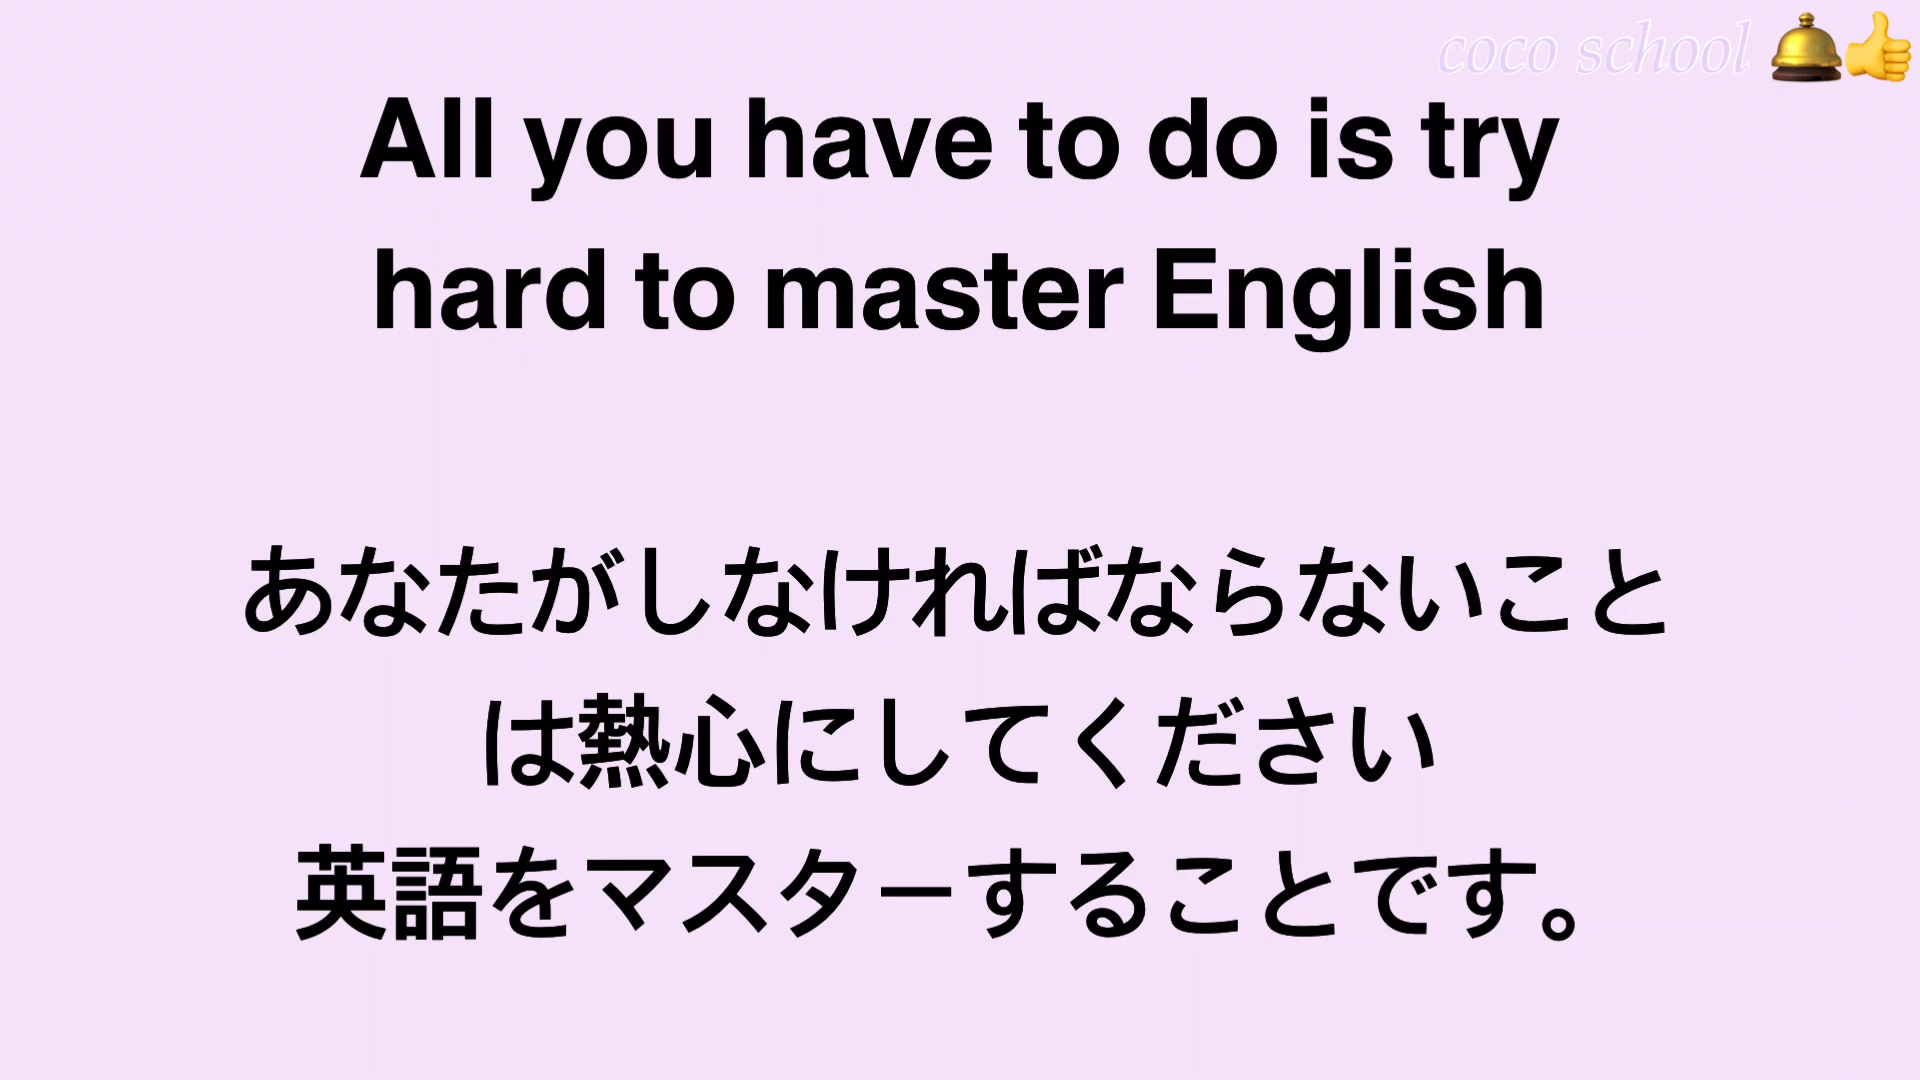 coco school
All you have to do is try
hard to master English
あなたがしなければならないこと
は熱心にしてください
英語をマスターすることです。